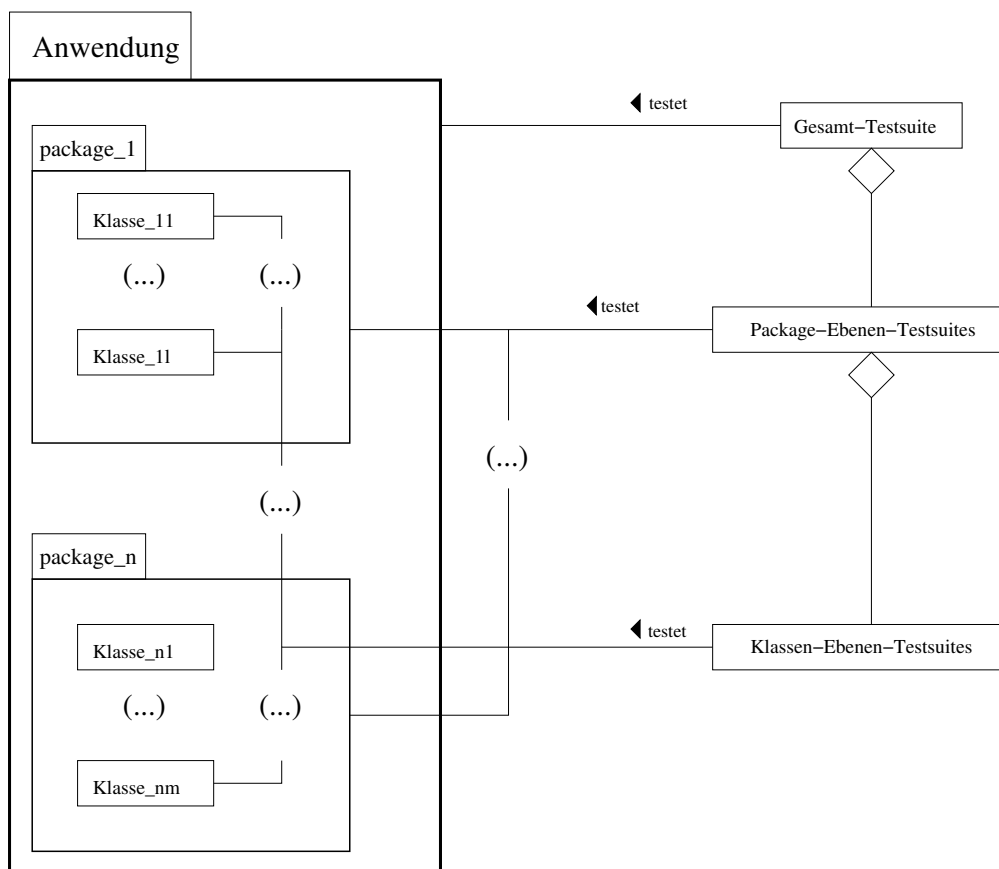 Anwendung
testet
Gesamt−Testsuite
package_1
Klasse_11
(...)
(...)
testet
Package−Ebenen−Testsuites
Klasse_1l
(...)
(...)
package_n
testet
Klasse_n1
Klassen−Ebenen−Testsuites
(...)
(...)
Klasse_nm